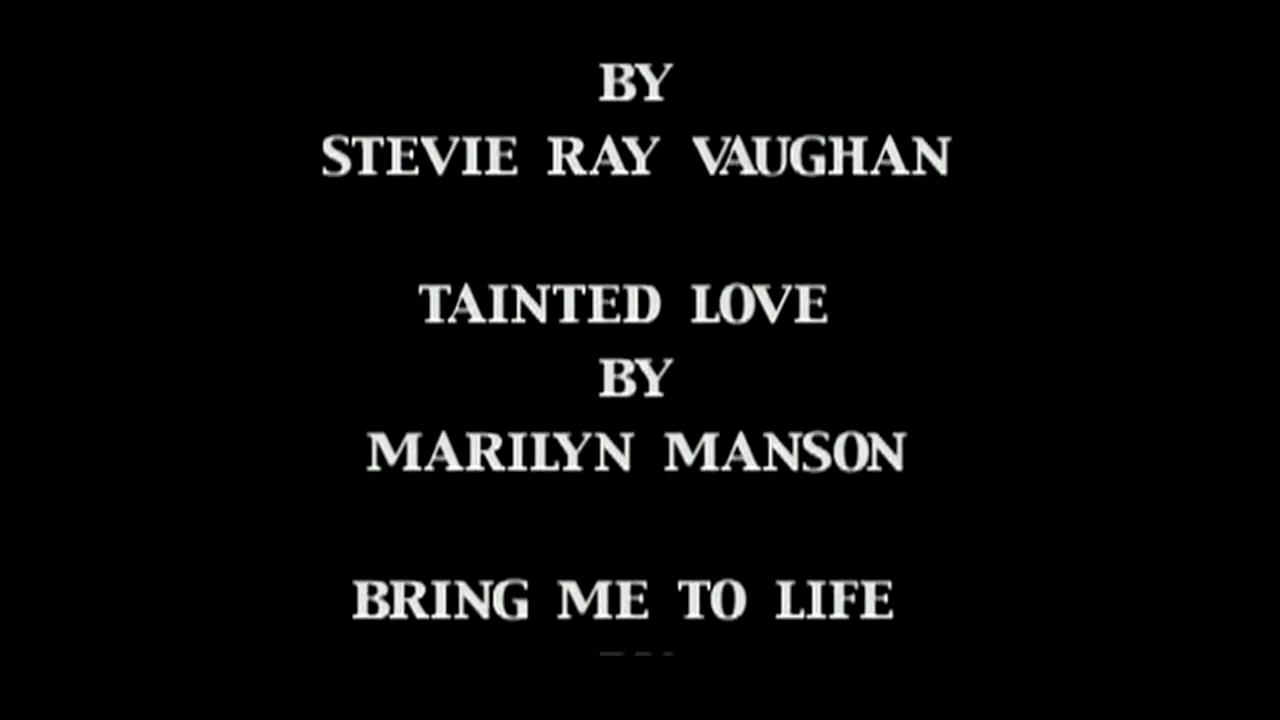 BY
STEVIE RAY VAUGHAN
TAINTED LOVE
BY
MARILYN MANSON
BRING ME TO LIFE